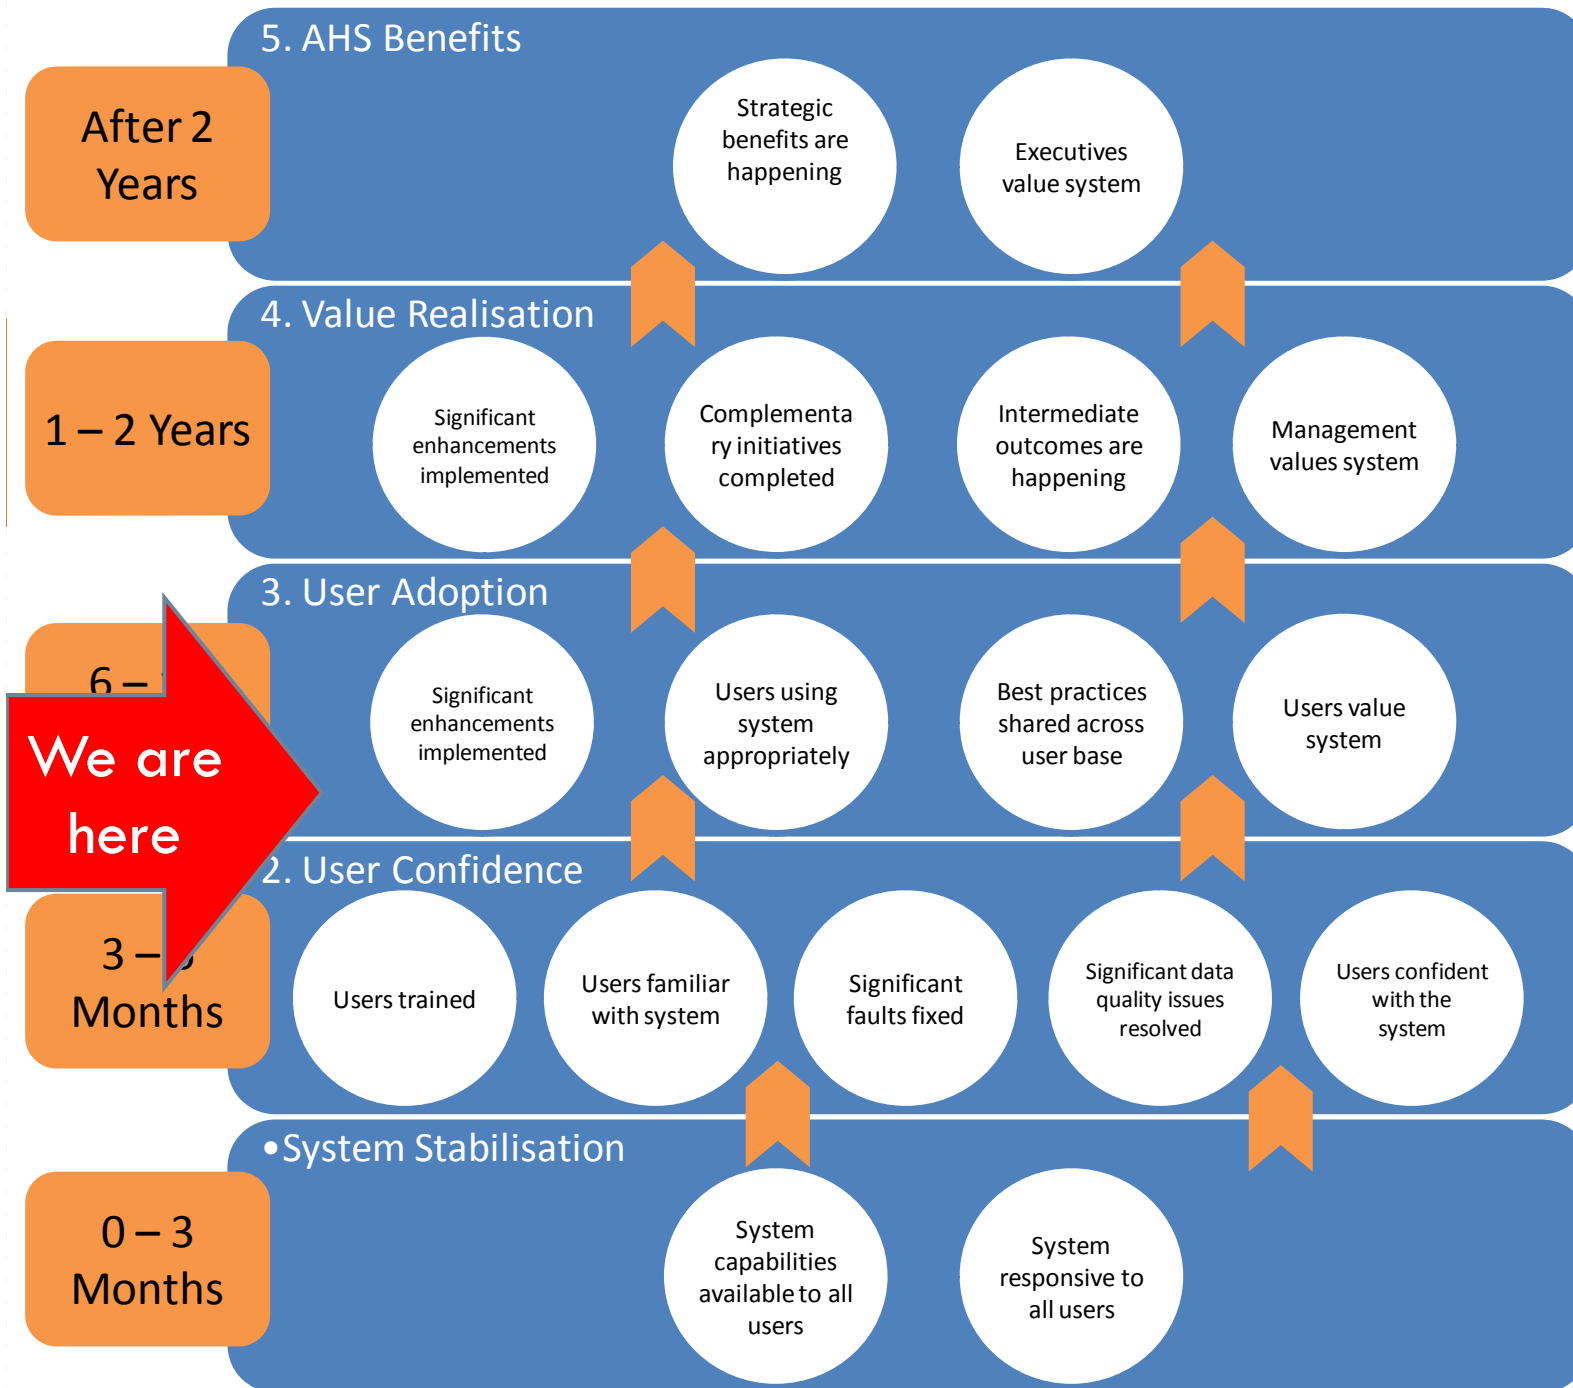 5. AHS Benefits
After 2
Years
Strategic
benefits are
happening
Executives
value system
4. Value Realisation
1 – 2 Years
Significant
enhancements
implemented
Complementa
ry initiatives
completed
Intermediate
outcomes are
happening
Management
values system
3. User Adoption
6 –
Significant
enhancements
implemented
Users using
system
appropriately
Best practices
shared across
user base
Users value
system
We are
here
2. User Confidence
3 –
Months
Users trained
Users familiar
with system
Significant
faults fixed
Significant data
quality issues
resolved
Users confident
with the
system
•System Stabilisation
0 – 3
Months
System
capabilities
available to all
users
System
responsive to
all users